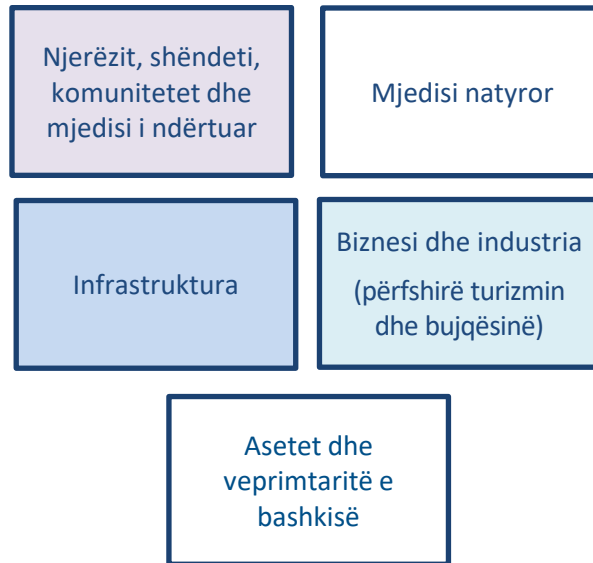 Njerëzit, shëndeti,
komunitetet dhe
mjedisi i ndërtuar
Mjedisi natyror
Infrastruktura
Biznesi dhe industria
(përfshirë turizmin
dhe bujqësinë)
Asetet dhe
veprimtaritë e
bashkisë